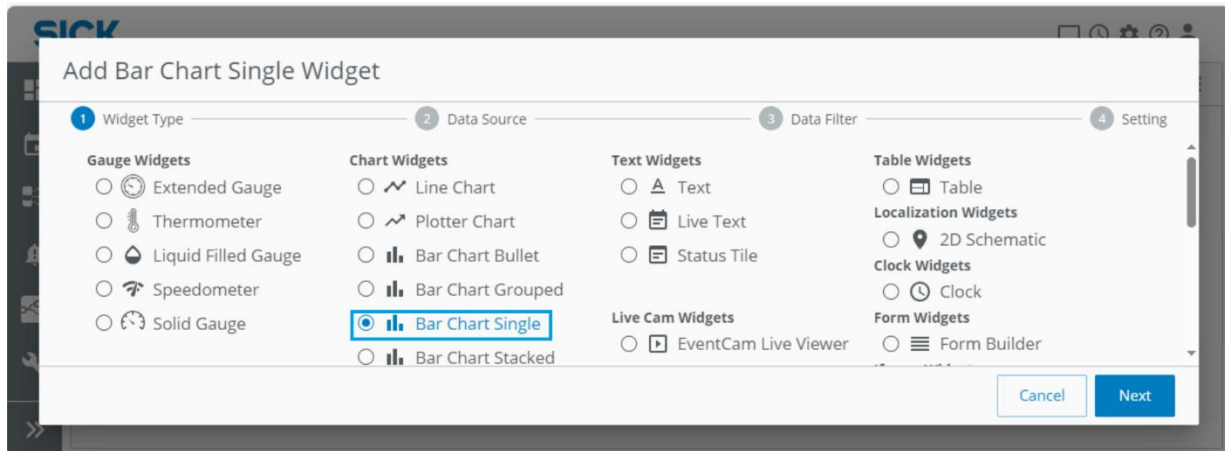 SICK
Add Bar Chart Single Widget
1 Widget Type
2 Data Source
3 Data Filter
4 Setting
Gauge Widgets
Extended Gauge
Thermometer
Liquid Filled Gauge
Speedometer
Solid Gauge
Chart Widgets
Line Chart
Plotter Chart
Bar Chart Bullet
Bar Chart Grouped
Bar Chart Single
Bar Chart Stacked
Text Widgets
A Text
Live Text
Status Tile
Live Cam Widgets
EventCam Live Viewer
Table Widgets
Table
Localization Widgets
2D Schematic
Clock Widgets
Clock
Form Widgets
Form Builder
Cancel
Next